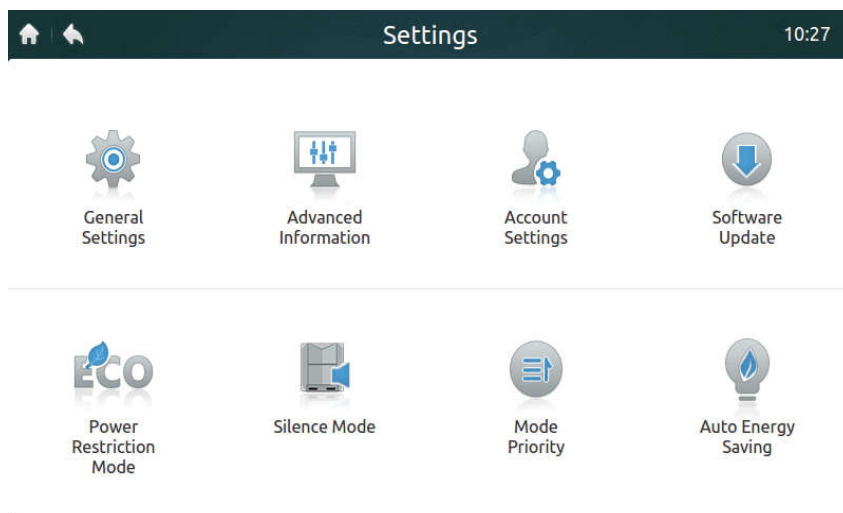 Settings
10:27
General
Settings
Advanced
Information
Account
Settings
Software
Update
ECO
Power
Restriction
Mode
Silence Mode
Mode
Priority
Auto Energy
Saving